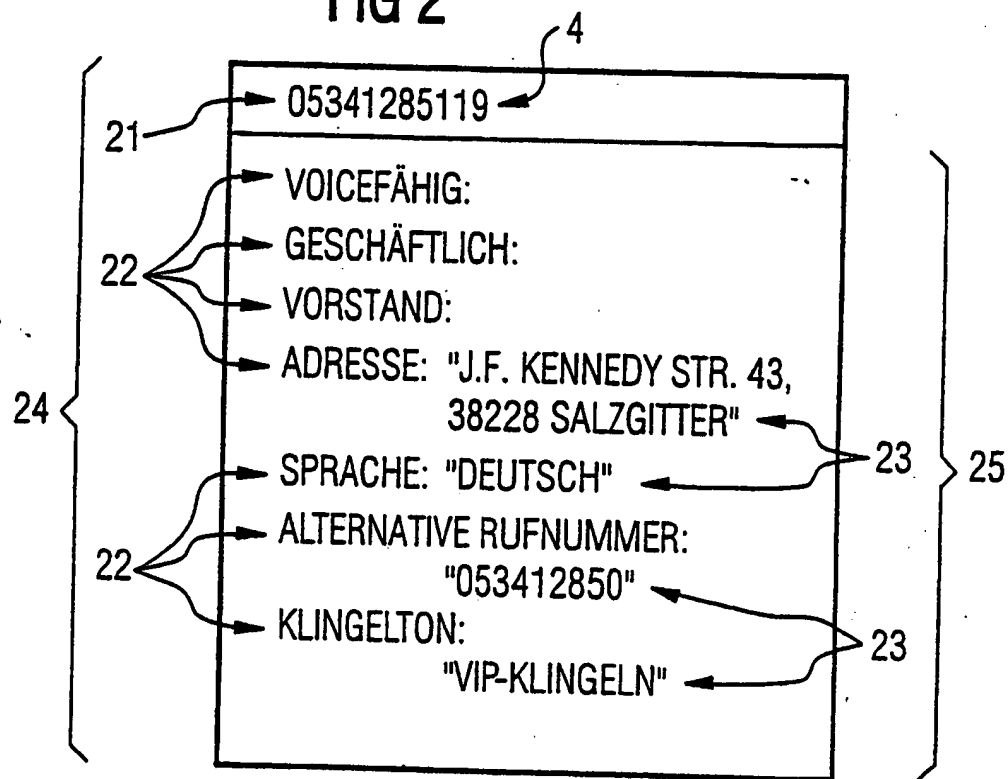 FIG 2
4
05341285119
21
VOICEFÄHIG:
GESCHÄFTLICH:
22
VORSTAND:
ADRESSE: "J.F. KENNEDY STR. 43,
24
38228 SALZGITTER"
23
25
SPRACHE: "DEUTSCH"
ALTERNATIVE RUFNUMMER:
22
"053412850"
KLINGELTON:
23
"VIP-KLINGELN"